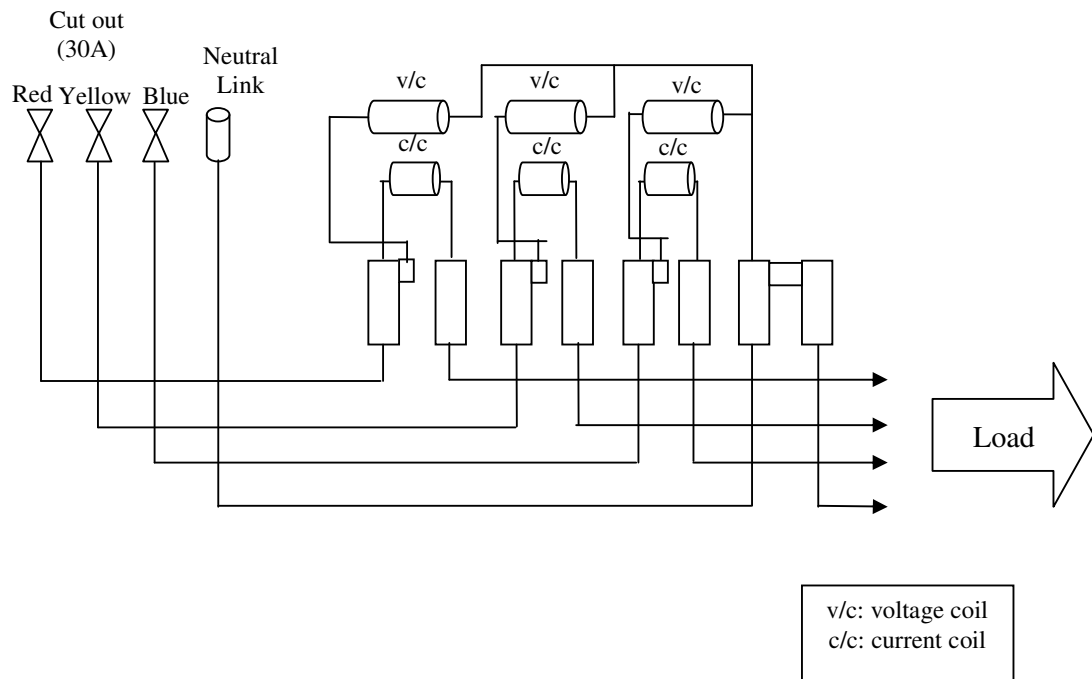 Cut out
(30A)
Neutral
Link
Red Yellow Blue
v/c v/c v/c
c/c c/c c/c
Load
v/c: voltage coil
c/c: current coil